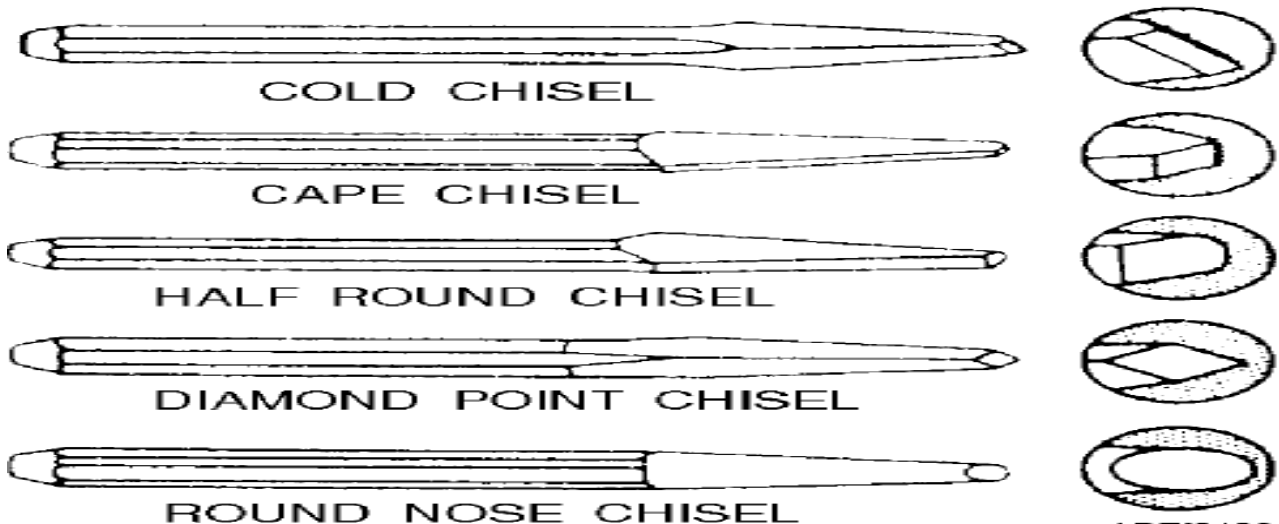 COLD CHISEL
CAPE CHISEL
HALF ROUND CHISEL
DIAMOND POINT CHISEL
ROUND NOSE CHISEL